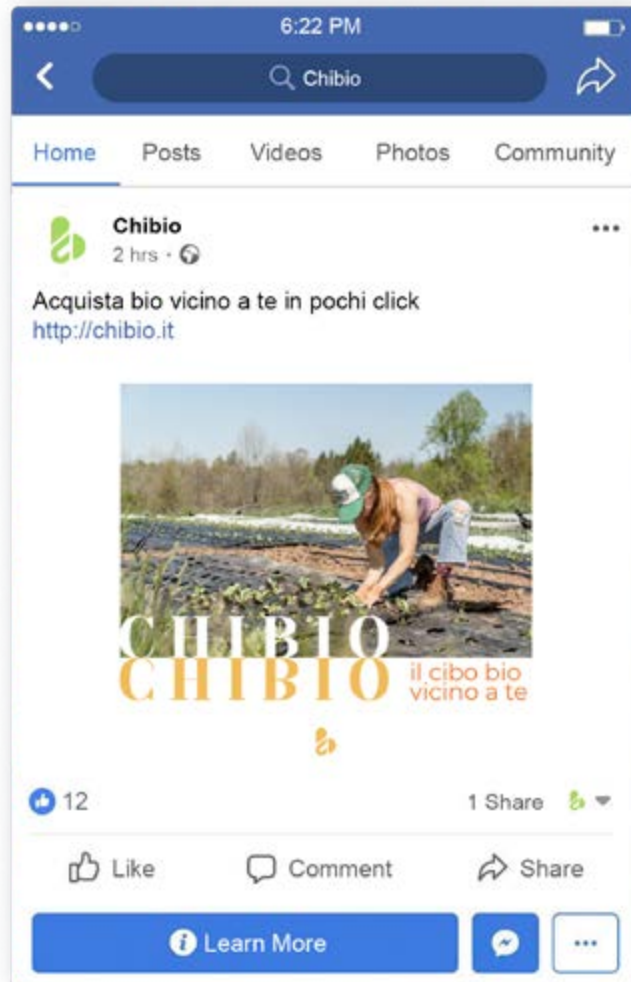 6:22 PM
Chibio
Home Posts Videos Photos Community
Chibio
2 hrs
Acquista bio vicino a te in pochi click
http://chibio.it
CHIBIO
CHIBIO
il cibo bio
vicino a te
12
1 Share
Like Comment Share
Learn More